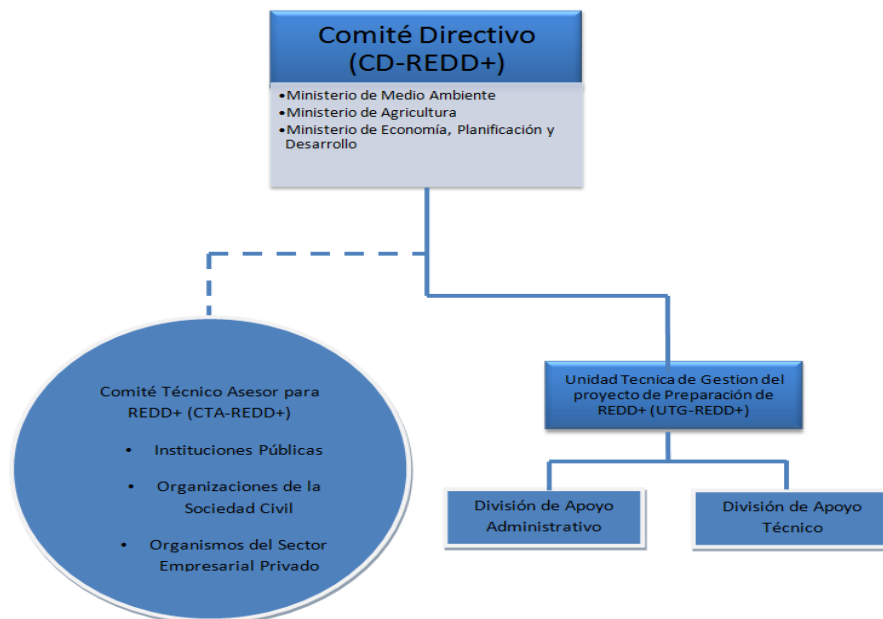 Comité Directivo
(CD-REDD+)
•Ministerio de Medio Ambiente
•Ministerio de Agricultura
•Ministerio de Economía, Planificación y
Desarrollo
Comité Técnico Asesor para
REDD+ (CTA-REDD+)
• Instituciones Públicas
• Organizaciones de la
Sociedad Civil
• Organismos del Sector
Empresarial Privado
Unidad Tecnica de Gestion del
proyecto de Preparación de
REDD+ (UTG-REDD+)
División de Apoyo
Administrativo
División de Apoyo
Técnico